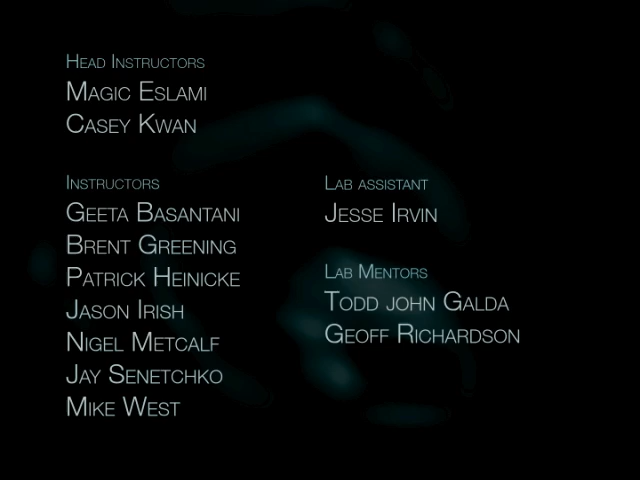 Head Instructors
Magic Eslami
Casey Kwan
Instructors
Geeta Basantani
Brent Greening
Patrick Heinicke
Jason Irish
Nigel Metcalf
Jay Senetchko
Mike West
Lab assistant
Jesse Irvin
Lab Mentors
Todd john Galda
Geoff Richardson